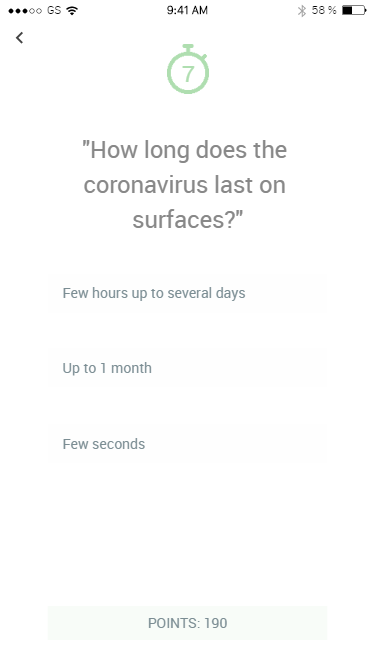 GS 9:41 AM 58 %
7
"How long does the
coronavirus last on
surfaces?"
Few hours up to several days
Up to 1 month
Few seconds
POINTS: 190